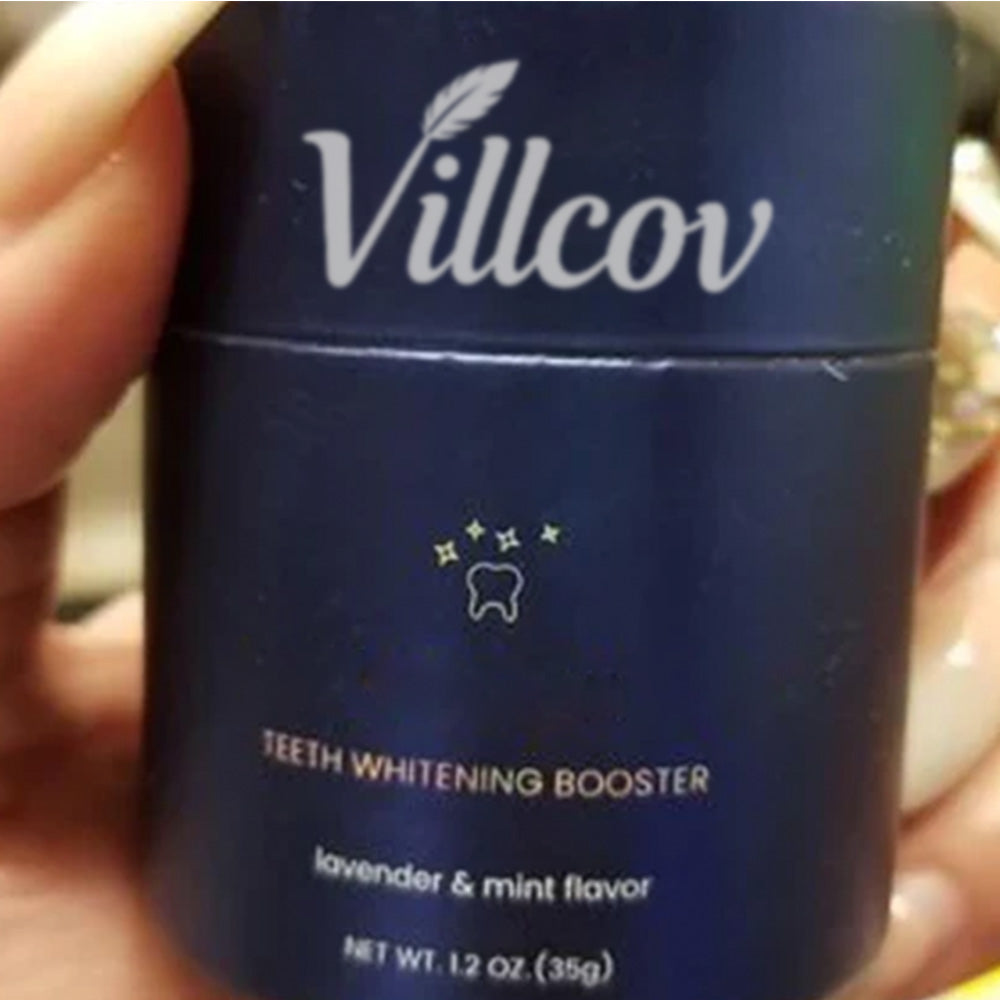 Villcov
TEETH WHITENING BOOSTER
lavender & mint flavor
NET WT. 1.2 OZ.(35g)